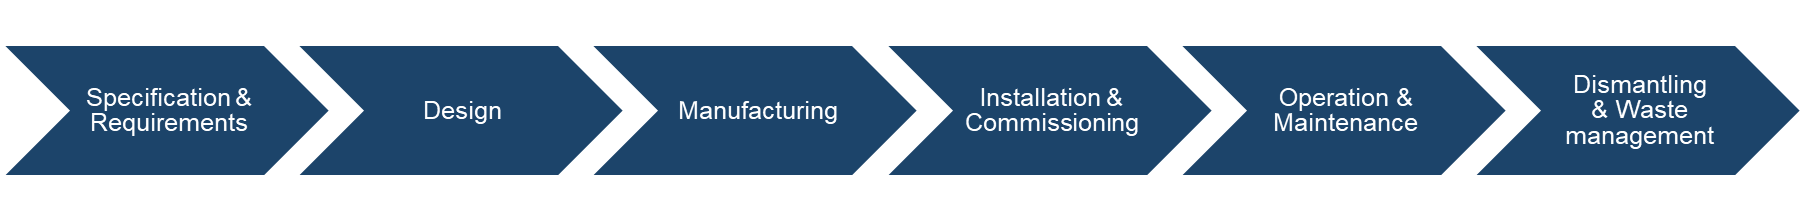 Specification &
Requirements
Design
Manufacturing
Installation &
Commissioning
Operation &
Maintenance
Dismantling
& Waste
management